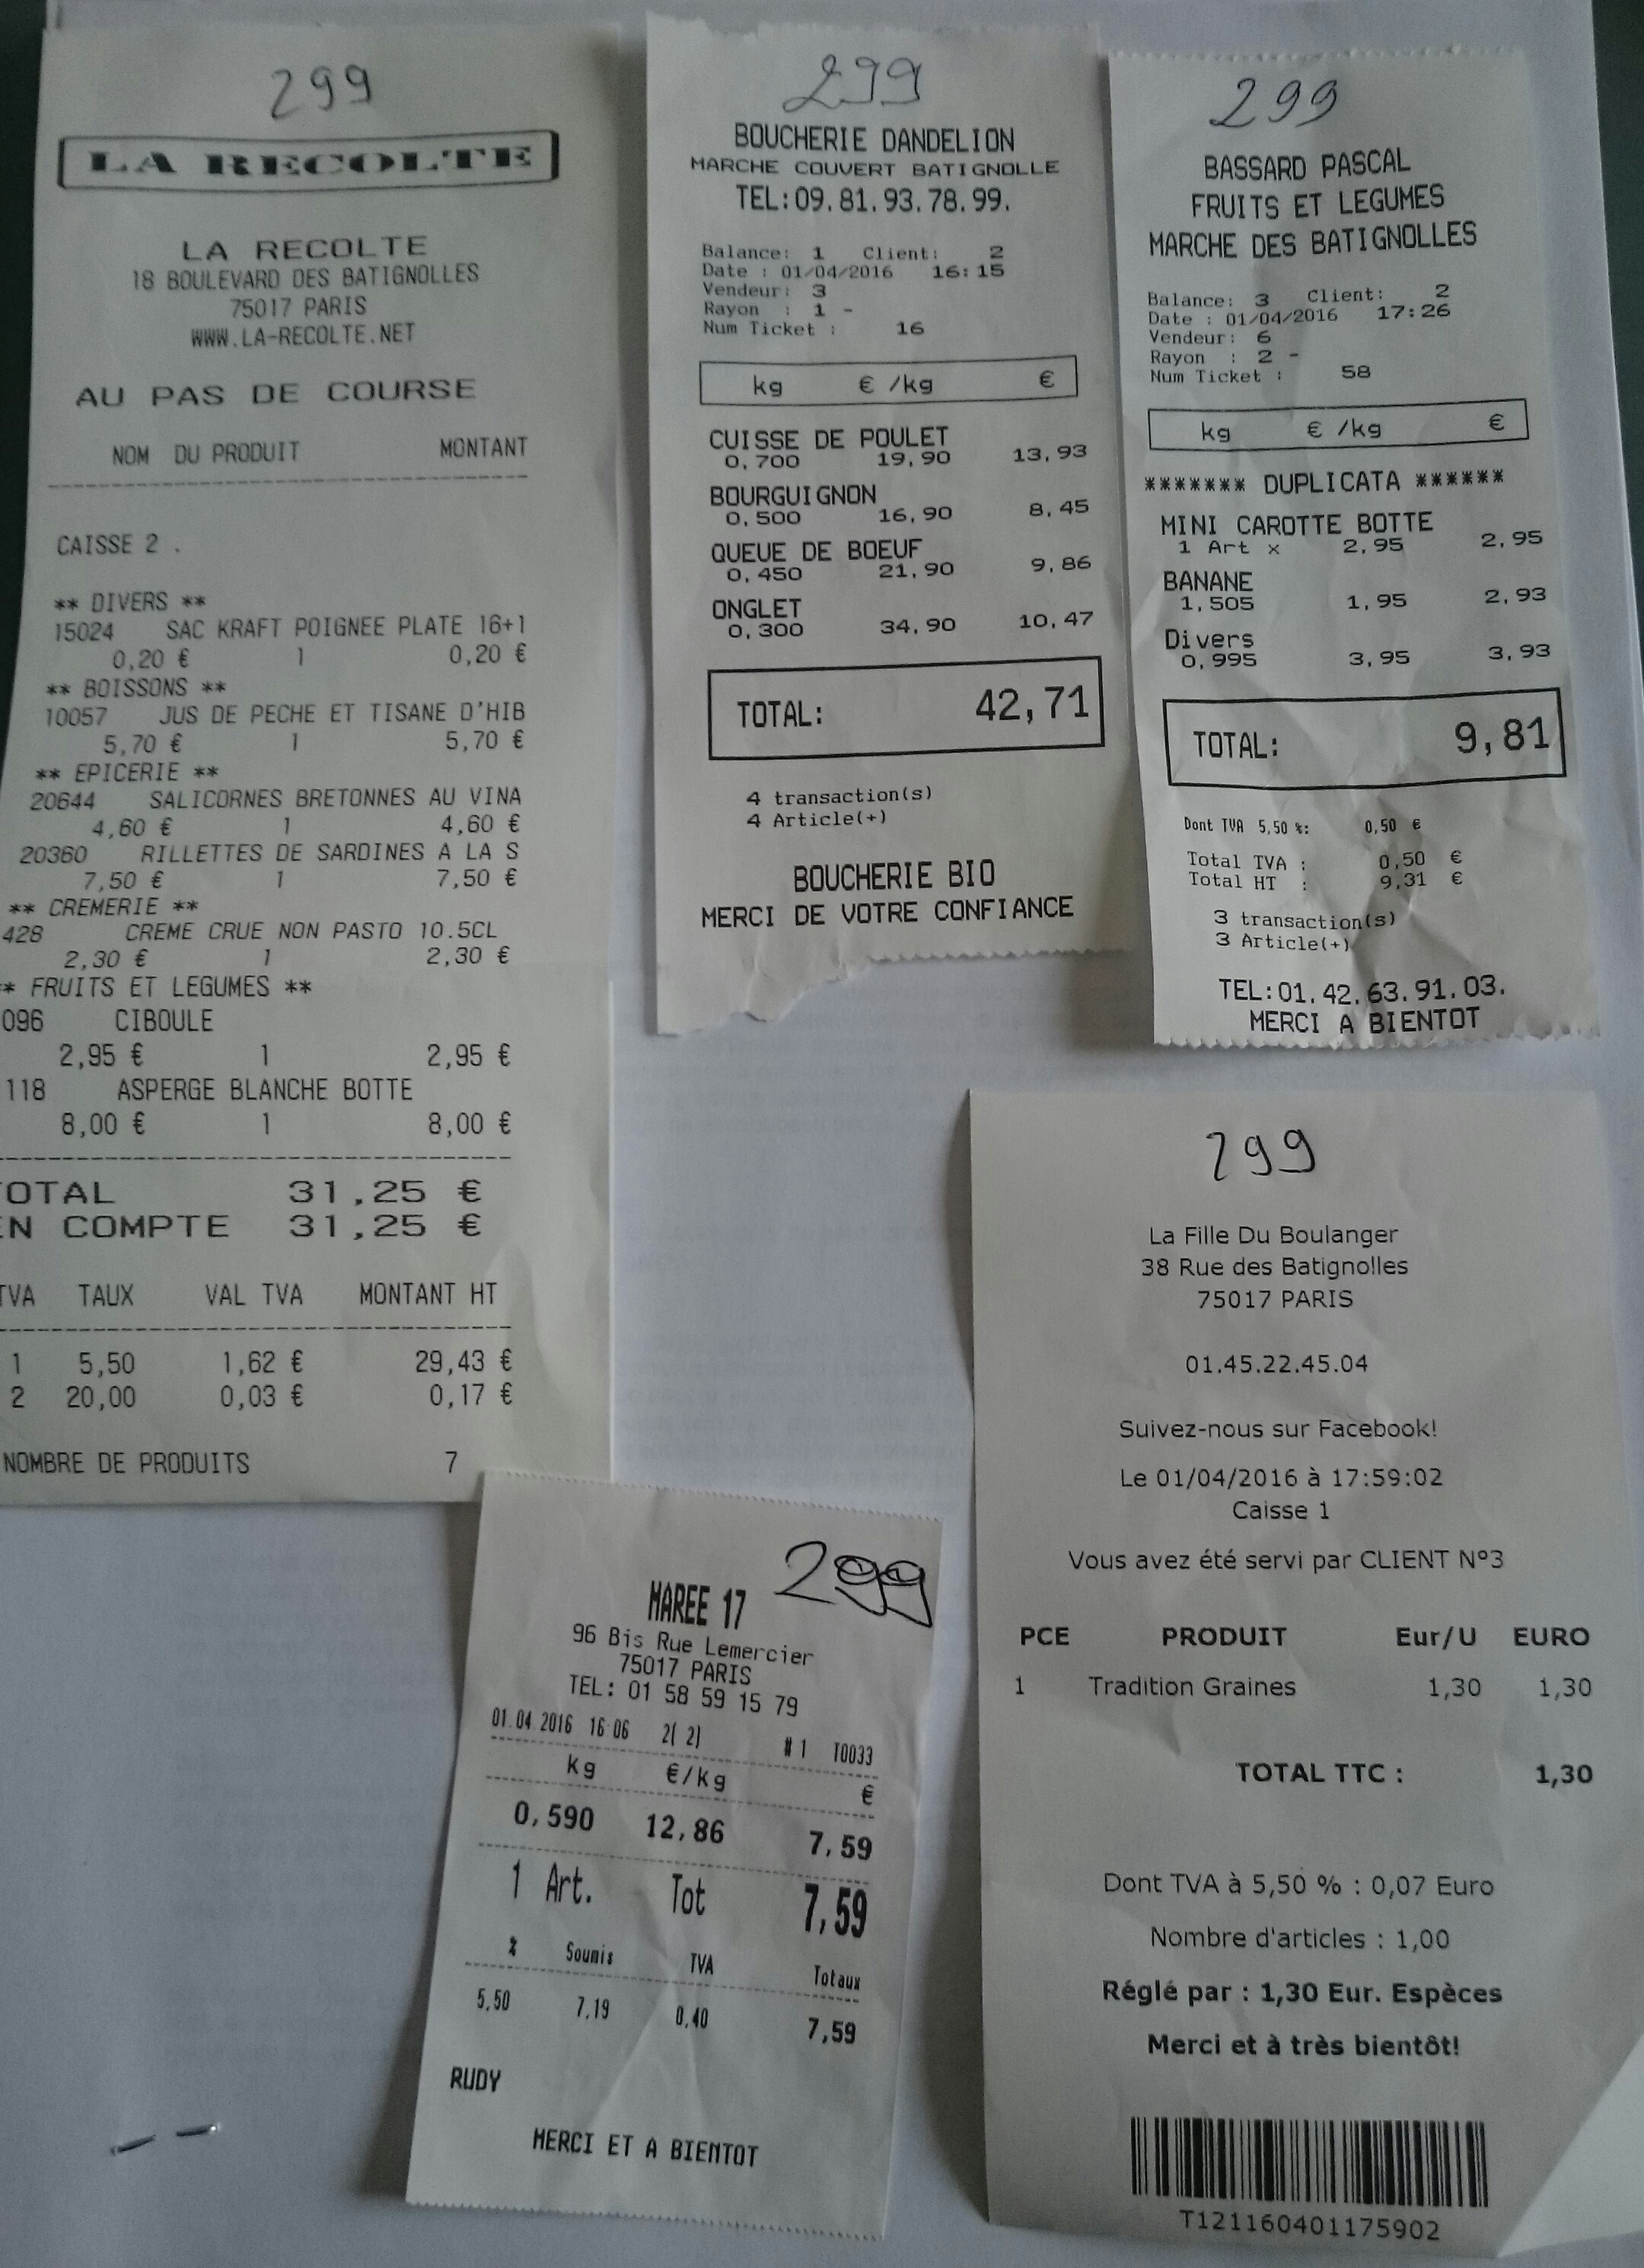 299
LA RECOLTE
LA RECOLTE
18 BOULEVARD DES BATIGNOLLES
75017 PARIS
WWW.LA-RECOLTE.NET
AU PAS DE COURSE
NOM DU PRODUIT MONTANT
CAISSE 2 .
** DIVERS **
15024 SAC KRAFT POIGNEE PLATE 16+1
0,20 € 1 0,20 €
** BOISSONS **
10057 JUS DE PECHE ET TISANE D'HIB
5,70 € 1 5,70 €
** EPICERIE **
20644 SALICORNES BRETONNES AU VINA
4,60 € 1 4,60 €
20360 RILLETTES DE SARDINES A LA S
7,50 € 1 7,50 €
** CREMERIE **
428 CREME CRUE NON PASTO 10.5CL
2,30 € 1 2,30 €
* FRUITS ET LEGUMES **
096 CIBOULE
2,95 € 1 2,95 €
118 ASPERGE BLANCHE BOTTE
8,00 € 1 8,00 €
OTAL 31,25 €
EN COMPTE 31,25 €
TVA TAUX VAL TVA MONTANT HT
1 5,50 1,62 € 29,43 €
2 20,00 0,03 € 0,17 €
NOMBRE DE PRODUITS 7
299
BOUCHERIE DANDELION
MARCHE COUVERT BATIGNOLLE
TEL:09.81.93.78.99.
Balance: 1 Client: 2
Date : 01/04/2016 16:15
Vendeur: 3
Rayon : 1 -
Num Ticket : 16
kg € /kg €
CUISSE DE POULET
0,700 19,90 13,93
BOURGUIGNON
0,500 16,90 8,45
QUEUE DE BOEUF
0,450 21,90 9,86
ONGLET
0,300 34,90 10,47
TOTAL: 42,71
4 transaction(s)
4 Article(+)
BOUCHERIE BIO
MERCI DE VOTRE CONFIANCE
299
BASSARD PASCAL
FRUITS ET LEGUMES
MARCHE DES BATIGNOLLES
Balance: 3 Client: 2
Date : 01/04/2016 17:26
Vendeur: 6
Rayon : 2 -
Num Ticket : 58
kg € /kg €
******* DUPLICATA ******
MINI CAROTTE BOTTE
1 Art x 2,95 2,95
BANANE
1,505 1,95 2,93
Divers
0,995 3,95 3,93
TOTAL: 9,81
Dont TVA 5,50 %: 0,50 €
Total TVA : 0,50 €
Total HT : 9,31 €
3 transaction(s)
3 Article(+)
TEL:01.42.63.91.03.
MERCI A BIENTOT
299
MAREE 17
96 Bis Rue Lemercier
75017 PARIS
TEL: 01 58 59 15 79
01.04.2016 16:06 2( 2) #1 T0033
kg €/kg €
0,590 12,86 7,59
1 Art. Tot 7,59
% Soumis TVA Totaux
5,50 7,19 0,40 7,59
RUDY
MERCI ET A BIENTOT
299
La Fille Du Boulanger
38 Rue des Batignolles
75017 PARIS
01.45.22.45.04
Suivez-nous sur Facebook!
Le 01/04/2016 à 17:59:02
Caisse 1
Vous avez été servi par CLIENT N°3
PCE PRODUIT Eur/U EURO
1 Tradition Graines 1,30 1,30
TOTAL TTC : 1,30
Dont TVA à 5,50 % : 0,07 Euro
Nombre d'articles : 1,00
Réglé par : 1,30 Eur. Espèces
Merci et à très bientôt!
T121160401175902